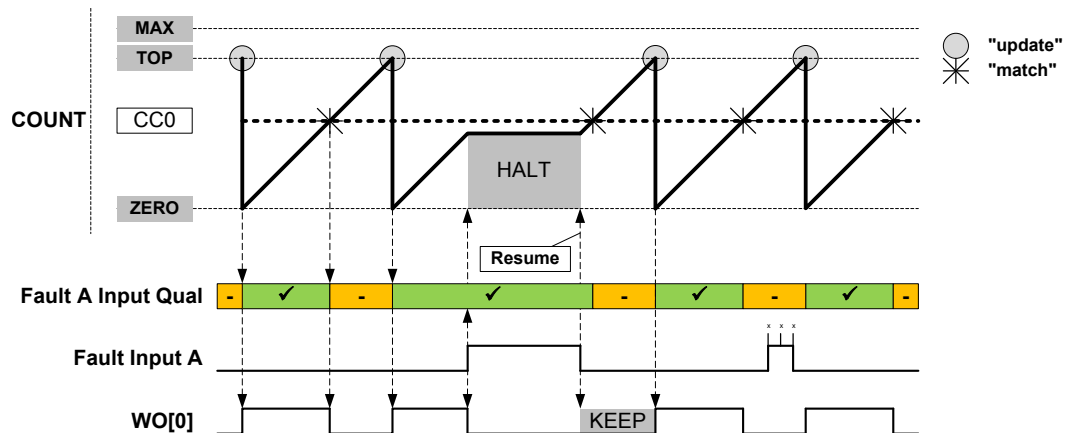 MAX
TOP
"update"
"match"
COUNT
CC0
HALT
ZERO
Resume
Fault A Input Qual
- ✓ - ✓ - ✓ - ✓ -
x x x
Fault Input A
WO[0]
KEEP